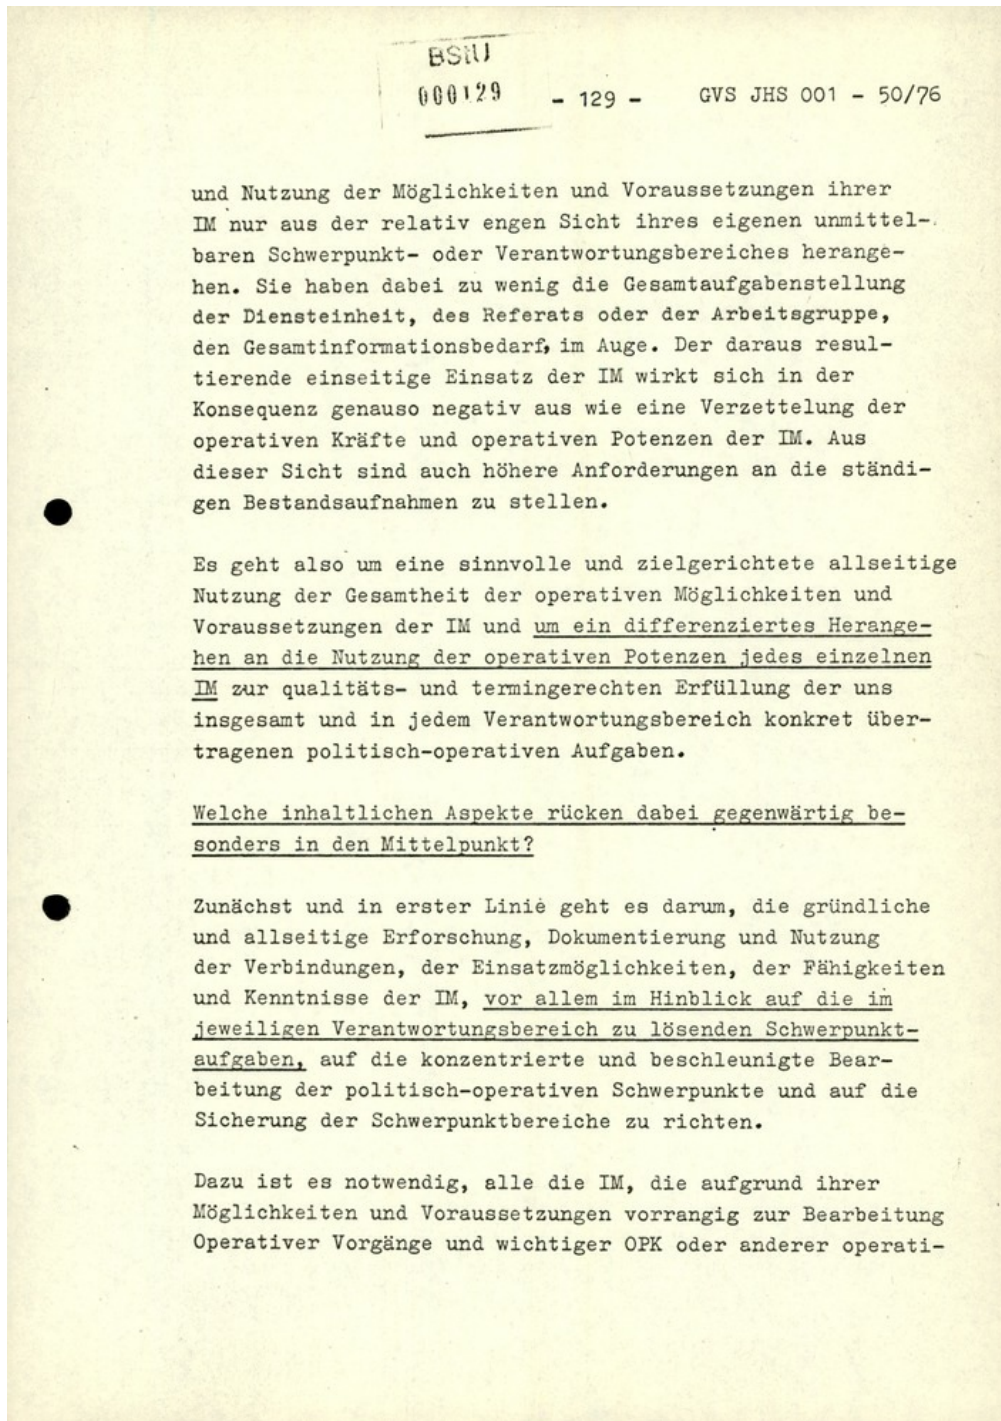 BStU
000129
- 129 -
GVS JHS 001 - 50/76
und Nutzung der Möglichkeiten und Voraussetzungen ihrer
IM nur aus der relativ engen Sicht ihres eigenen unmittel-
baren Schwerpunkt- oder Verantwortungsbereiches herange-
hen. Sie haben dabei zu wenig die Gesamtaufgabenstellung
der Diensteinheit, des Referats oder der Arbeitsgruppe,
den Gesamtinformationsbedarf, im Auge. Der daraus resul-
tierende einseitige Einsatz der IM wirkt sich in der
Konsequenz genauso negativ aus wie eine Verzettelung der
operativen Kräfte und operativen Potenzen der IM. Aus
dieser Sicht sind auch höhere Anforderungen an die ständi-
gen Bestandsaufnahmen zu stellen.
Es geht also um eine sinnvolle und zielgerichtete allseitige
Nutzung der Gesamtheit der operativen Möglichkeiten und
Voraussetzungen der IM und um ein differenziertes Herange-
hen an die Nutzung der operativen Potenzen jedes einzelnen
IM zur qualitäts- und termingerechten Erfüllung der uns
insgesamt und in jedem Verantwortungsbereich konkret über-
tragenen politisch-operativen Aufgaben.
Welche inhaltlichen Aspekte rücken dabei gegenwärtig be-
sonders in den Mittelpunkt?
Zunächst und in erster Linie geht es darum, die gründliche
und allseitige Erforschung, Dokumentierung und Nutzung
der Verbindungen, der Einsatzmöglichkeiten, der Fähigkeiten
und Kenntnisse der IM, vor allem im Hinblick auf die im
jeweiligen Verantwortungsbereich zu lösenden Schwerpunkt-
aufgaben, auf die konzentrierte und beschleunigte Bear-
beitung der politisch-operativen Schwerpunkte und auf die
Sicherung der Schwerpunktbereiche zu richten.
Dazu ist es notwendig, alle die IM, die aufgrund ihrer
Möglichkeiten und Voraussetzungen vorrangig zur Bearbeitung
Operativer Vorgänge und wichtiger OPK oder anderer operati-